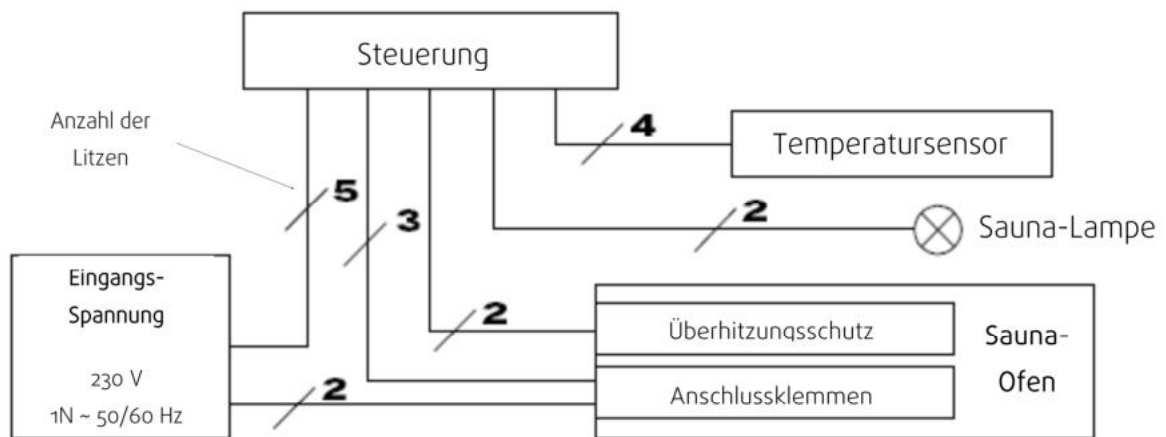 Steuerung
Anzahl der
Litzen
4
Temperatursensor
5
3
2
Sauna-Lampe
Eingangs-
Spannung
230 V
1N ~ 50/60 Hz
2
Überhitzungsschutz
2
Anschlussklemmen
Sauna-
Ofen